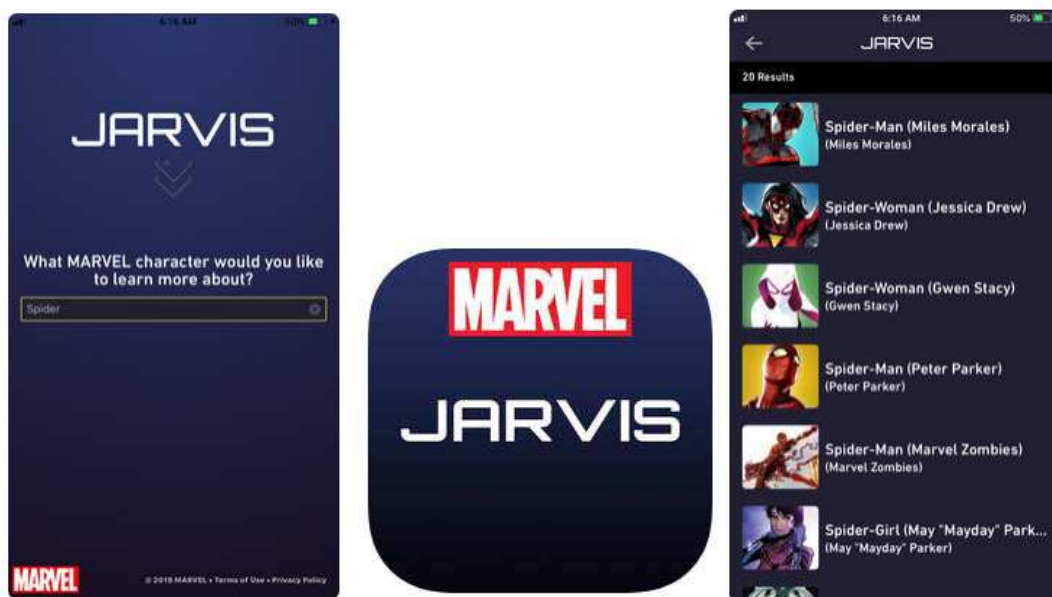 6:16 AM
50%
JARVIS
What MARVEL character would you like
to learn more about?
Spider
MARVEL
© 2019 MARVEL • Terms of Use • Privacy Policy
MARVEL
JARVIS
6:16 AM
50%
JARVIS
20 Results
Spider-Man (Miles Morales)
(Miles Morales)
Spider-Woman (Jessica Drew)
(Jessica Drew)
Spider-Woman (Gwen Stacy)
(Gwen Stacy)
Spider-Man (Peter Parker)
(Peter Parker)
Spider-Man (Marvel Zombies)
(Marvel Zombies)
Spider-Girl (May "Mayday" Park...
(May "Mayday" Parker)